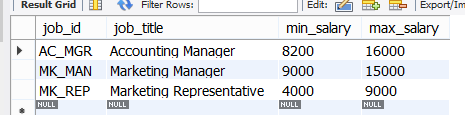 Result Grid Filter Rows: Edit: Export/Im
job_id job_title min_salary max_salary
AC_MGR Accounting Manager 8200 16000
MK_MAN Marketing Manager 9000 15000
MK_REP Marketing Representative 4000 9000
NULL NULL NULL NULL